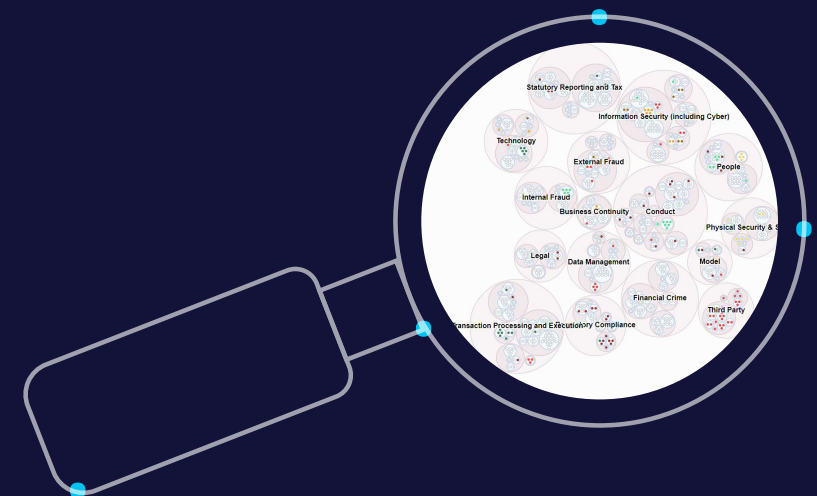 Statutory Reporting and Tax
Information Security (including Cyber)
Technology
External Fraud
People
Internal Fraud
Business Continuity
Conduct
Physical Security & S
Legal
Data Management
Model
Financial Crime
Third Party
ransaction Processing and Execution
ory Compliance